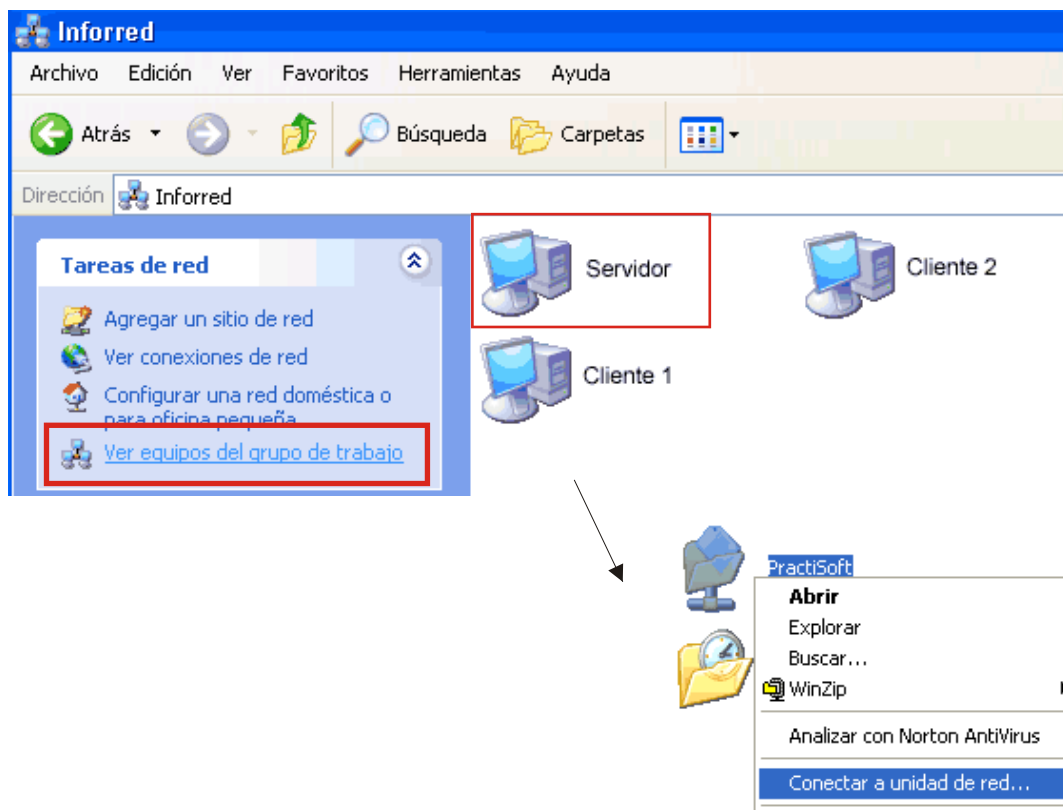 Inforred
Archivo Edición Ver Favoritos Herramientas Ayuda
Atrás Búsqueda Carpetas
Dirección Inforred
Tareas de red
Agregar un sitio de red
Ver conexiones de red
Configurar una red doméstica o
para oficina pequeña
Ver equipos del grupo de trabajo
Servidor
Cliente 2
Cliente 1
PractiSoft
Abrir
Explorar
Buscar...
WinZip
Analizar con Norton AntiVirus
Conectar a unidad de red...